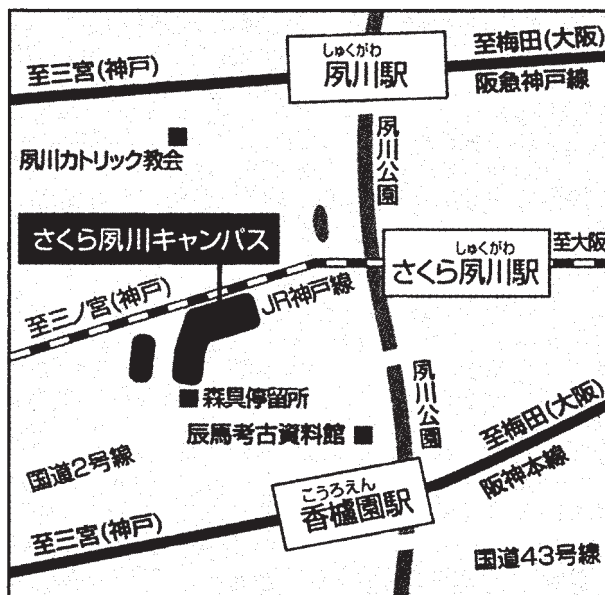 しゅくがわ
夙川駅
至三宮(神戸)
至梅田(大阪)
阪急神戸線
夙川公園
夙川カトリック教会
さくら夙川キャンパス
しゅくがわ
さくら夙川駅
至大阪
至三ノ宮(神戸)
JR神戸線
夙川公園
森具停留所
辰馬考古資料館
至梅田(大阪)
阪神本線
国道2号線
こうろえん
香櫨園駅
至三宮(神戸)
国道43号線